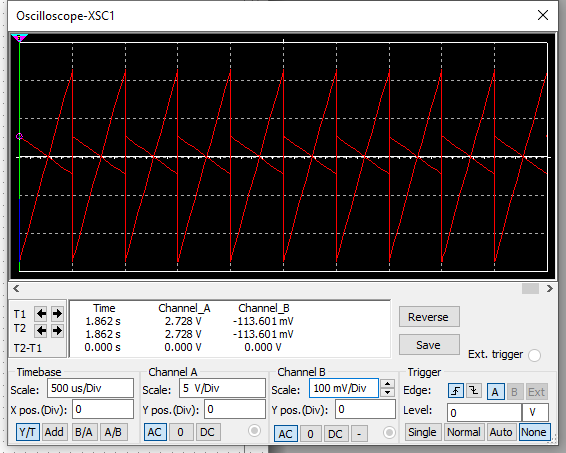 Oscilloscope-XSC1
T1
T2
T2-T1
Time Channel_A Channel_B
1.862 s 2.728 V -113.601 mV
1.862 s 2.728 V -113.601 mV
0.000 s 0.000 V 0.000 V
Reverse
Save
Ext. trigger
Timebase
Scale: 500 us/Div
X pos.(Div): 0
Y/T Add B/A A/B
Channel A
Scale: 5 V/Div
Y pos.(Div): 0
AC 0 DC
Channel B
Scale: 100 mV/Div
Y pos.(Div): 0
AC 0 DC -
Trigger
Edge: A B Ext
Level: 0 V
Single Normal Auto None